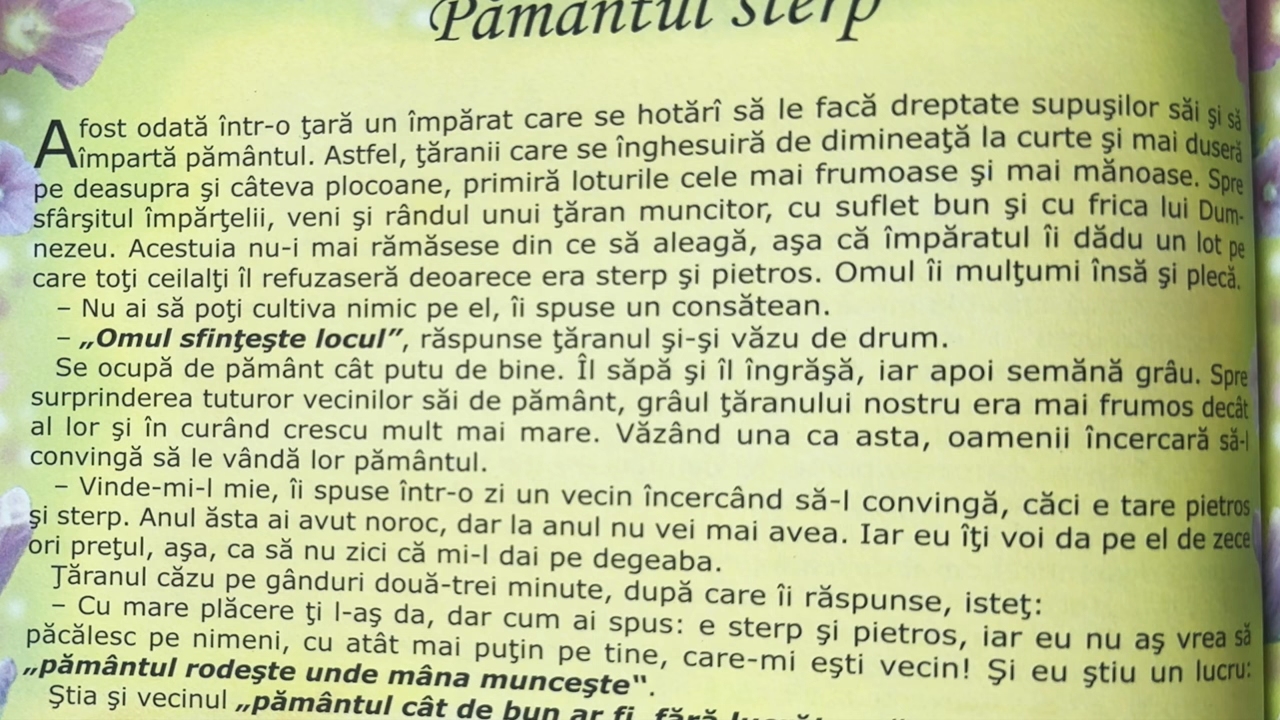 Pământul sterp
A fost odată într-o ţară un împărat care se hotărî să le facă dreptate supuşilor săi şi să
împartă pământul. Astfel, ţăranii care se înghesuiră de dimineaţă la curte şi mai duseră
pe deasupra şi câteva plocoane, primiră loturile cele mai frumoase şi mai mănoase. Spre
sfârşitul împărţelii, veni şi rândul unui ţăran muncitor, cu suflet bun şi cu frica lui Dum-
nezeu. Acestuia nu-i mai rămăsese din ce să aleagă, aşa că împăratul îi dădu un lot pe
care toţi ceilalţi îl refuzaseră deoarece era sterp şi pietros. Omul îi mulţumi însă şi plecă.
– Nu ai să poţi cultiva nimic pe el, îi spuse un consătean.
– „Omul sfinţeşte locul”, răspunse ţăranul şi-şi văzu de drum.
Se ocupă de pământ cât putu de bine. Îl săpă şi îl îngrăşă, iar apoi semănă grâu. Spre
surprinderea tuturor vecinilor săi de pământ, grâul ţăranului nostru era mai frumos decât
al lor şi în curând crescu mult mai mare. Văzând una ca asta, oamenii încercară să-l
convingă să le vândă lor pământul.
– Vinde-mi-l mie, îi spuse într-o zi un vecin încercând să-l convingă, căci e tare pietros
şi sterp. Anul ăsta ai avut noroc, dar la anul nu vei mai avea. Iar eu îţi voi da pe el de zece
ori preţul, aşa, ca să nu zici că mi-l dai pe degeaba.
Ţăranul căzu pe gânduri două-trei minute, după care îi răspunse, isteţ:
– Cu mare plăcere ţi l-aş da, dar cum ai spus: e sterp şi pietros, iar eu nu aş vrea să
păcălesc pe nimeni, cu atât mai puţin pe tine, care-mi eşti vecin! Şi eu ştiu un lucru:
„pământul rodeşte unde mâna munceşte“.
Ştia şi vecinul „pământul cât de bun ar fi, fără